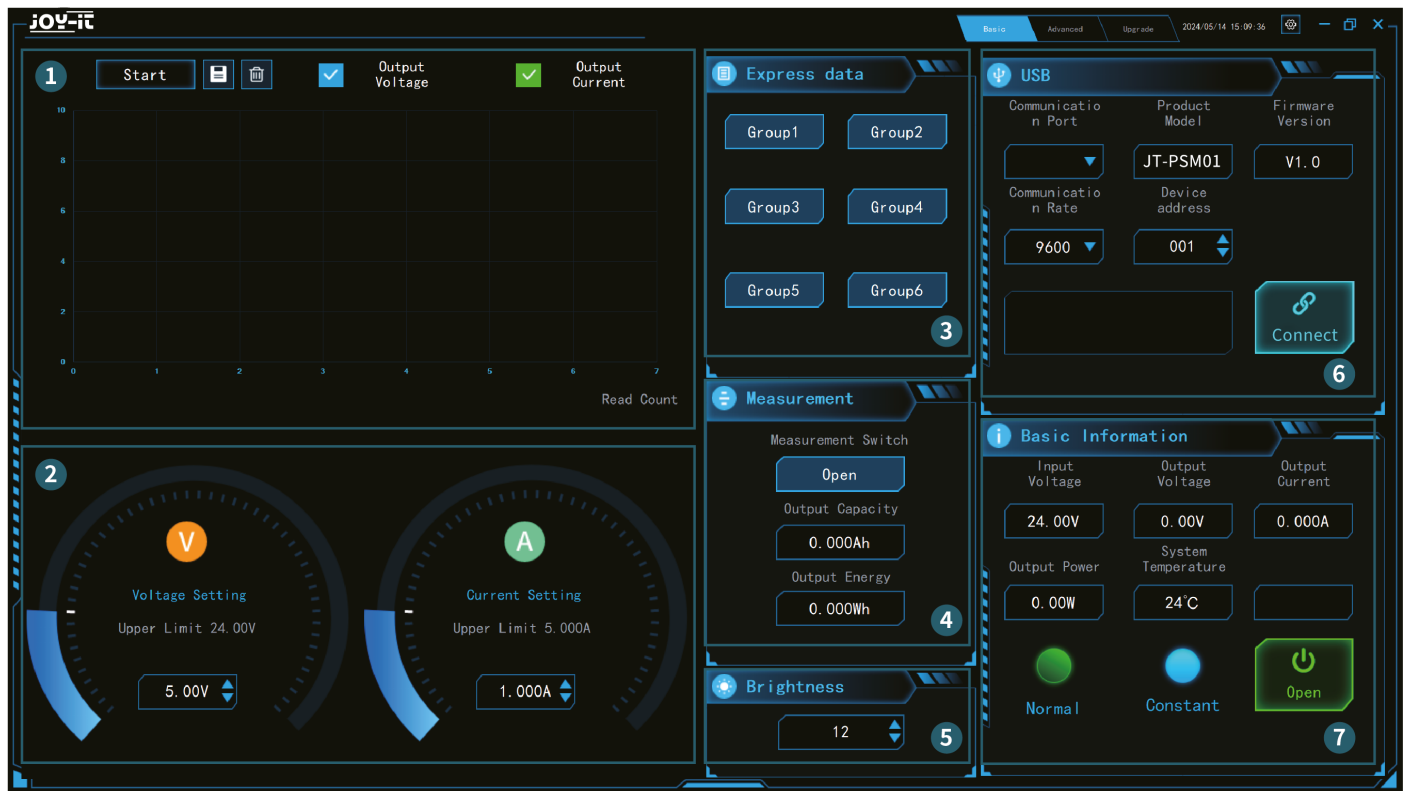 JOY-iT
Basic
Advanced
Upgrade
2024/05/14 15:09:36
1
Start
Output
Voltage
Output
Current
10
8
6
4
2
0
0 1 2 3 4 5 6 7
Read Count
2
V
Voltage Setting
Upper Limit 24.00V
5.00V
A
Current Setting
Upper Limit 5.000A
1.000A
Express data
Group1 Group2
Group3 Group4
Group5 Group6
3
Measurement
Measurement Switch
Open
Output Capacity
0.000Ah
Output Energy
0.000Wh
4
Brightness
12
5
USB
Communicatio
n Port
Product
Model
Firmware
Version
JT-PSM01
V1.0
Communicatio
n Rate
Device
address
9600
001
Connect
6
Basic Information
Input
Voltage
Output
Voltage
Output
Current
24.00V
0.00V
0.000A
Output Power
System
Temperature
0.00W
24℃
Normal
Constant
Open
7